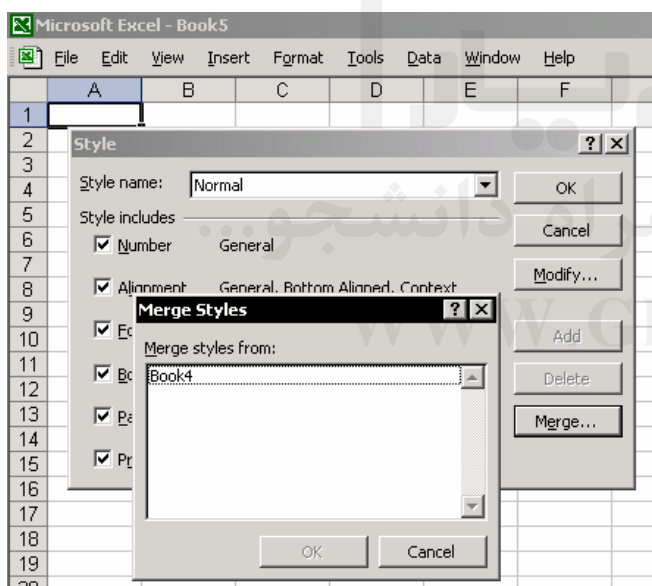 Microsoft Excel - Book5
File Edit View Insert Format Tools Data Window Help
A B C D E F
1
2
3
4
5
6
7
8
9
10
11
12
13
14
15
16
17
18
19
Style
Style name: Normal
OK
Style includes
Cancel
Number General
Modify...
Alignment General, Bottom Aligned, Context
Add
Delete
Merge...
Merge Styles
Merge styles from:
Book4
OK Cancel
دانشجو...
WWW.